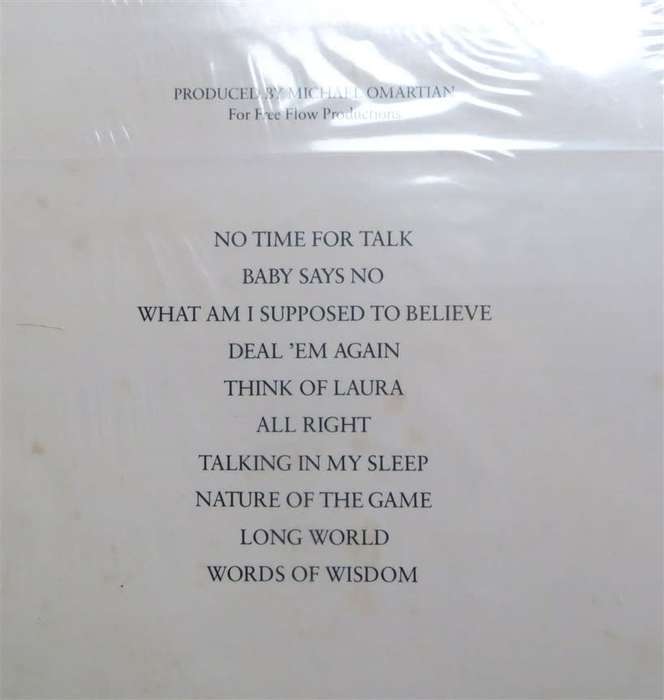 PRODUCED BY MICHAEL OMARTIAN
For Free Flow Productions
NO TIME FOR TALK
BABY SAYS NO
WHAT AM I SUPPOSED TO BELIEVE
DEAL ’EM AGAIN
THINK OF LAURA
ALL RIGHT
TALKING IN MY SLEEP
NATURE OF THE GAME
LONG WORLD
WORDS OF WISDOM